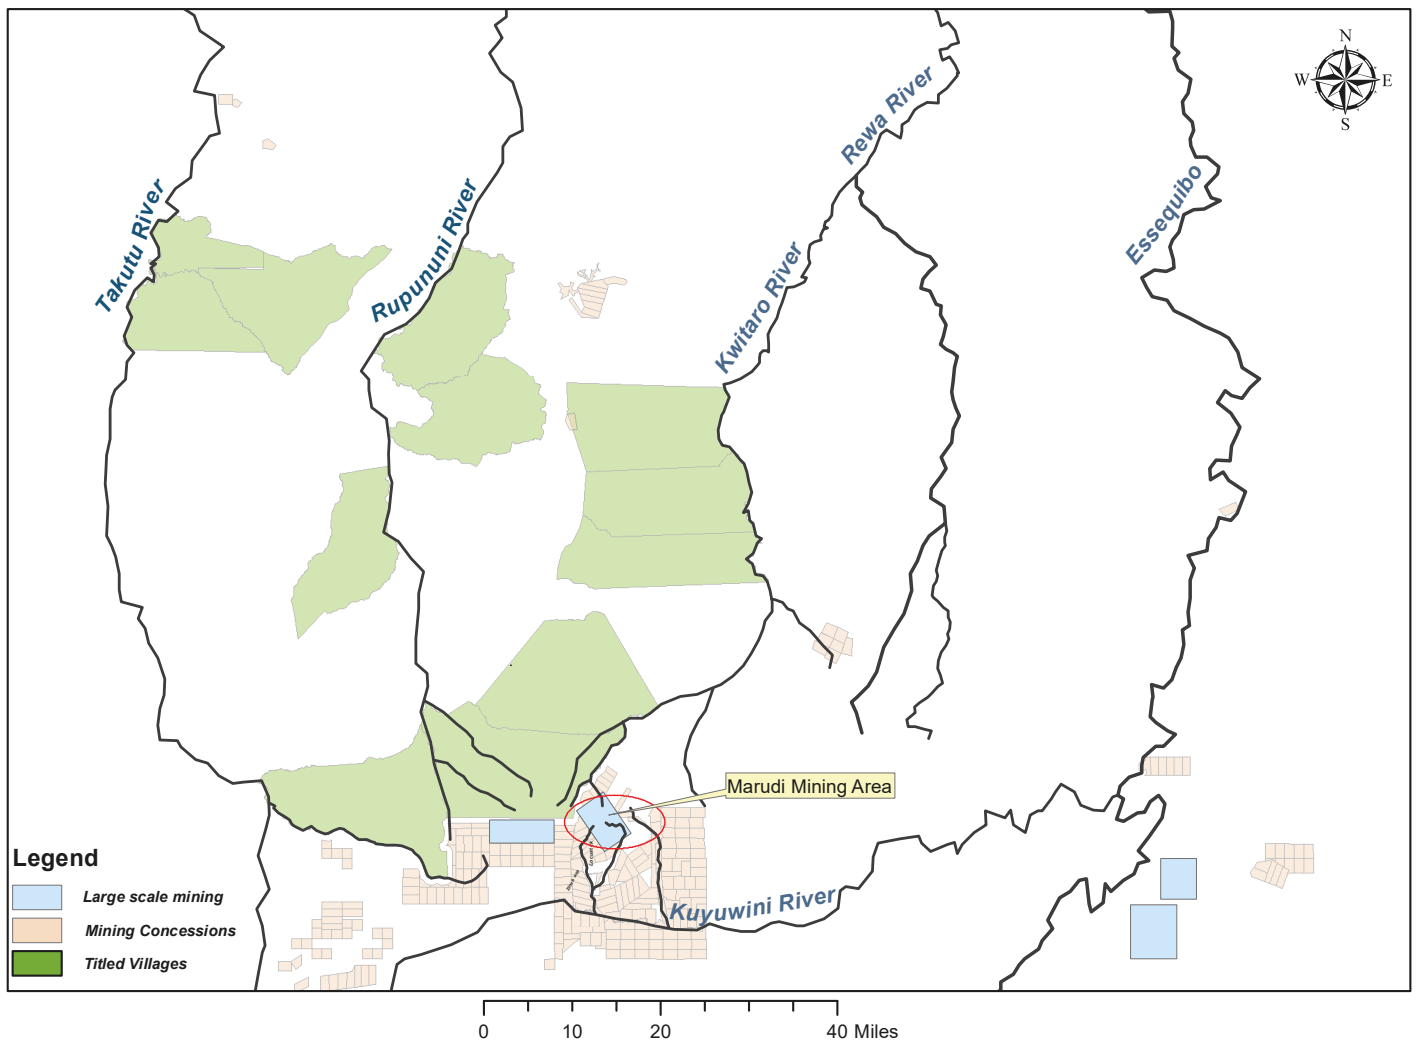 N
W E
S
Rewa River
Essequibo
Takutu River
Rupununi River
Kwitaro River
Marudi Mining Area
Kuyuwini River
Legend
Large scale mining
Mining Concessions
Titled Villages
0 10 20 40 Miles